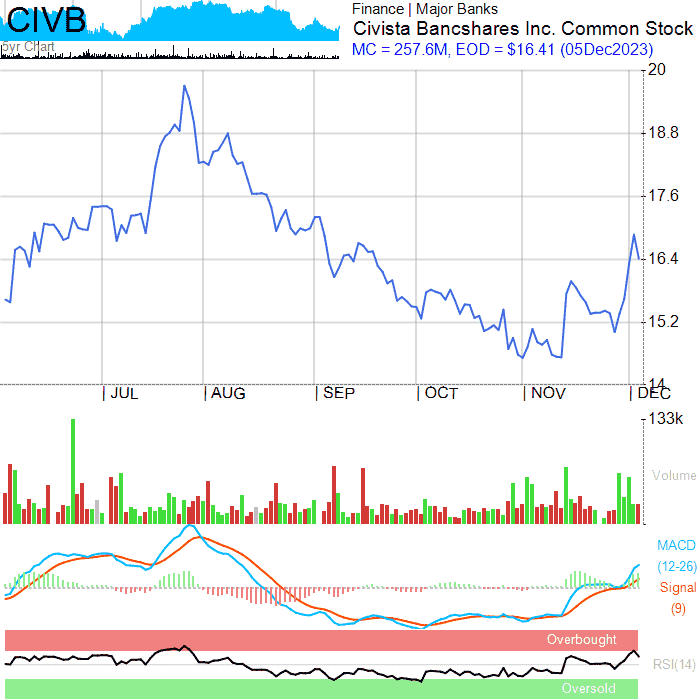 CIVB
5yr Chart
Finance | Major Banks
Civista Bancshares Inc. Common Stock
MC = 257.6M, EOD = $16.41 (05Dec2023)
20
18.8
17.6
16.4
15.2
14
| JUL | AUG | SEP | OCT | NOV | DEC
133k
Volume
MACD
(12-26)
Signal
(9)
Overbought
RSI(14)
Oversold